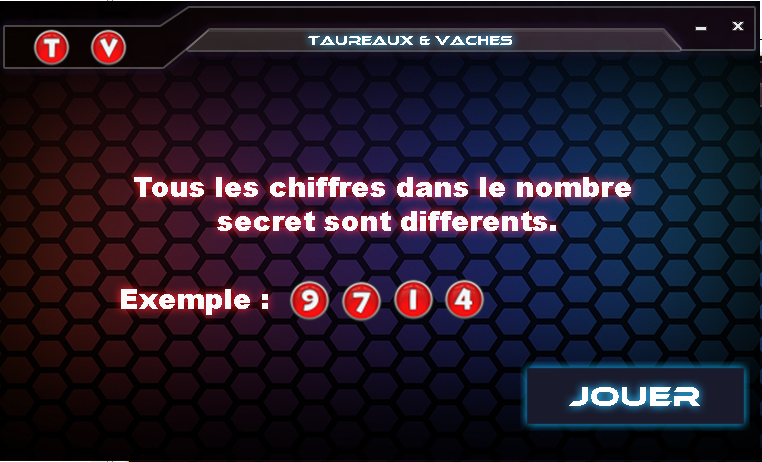 T V
TAUREAUX & VACHES
Tous les chiffres dans le nombre
secret sont differents.
Exemple : 9 7 1 4
JOUER